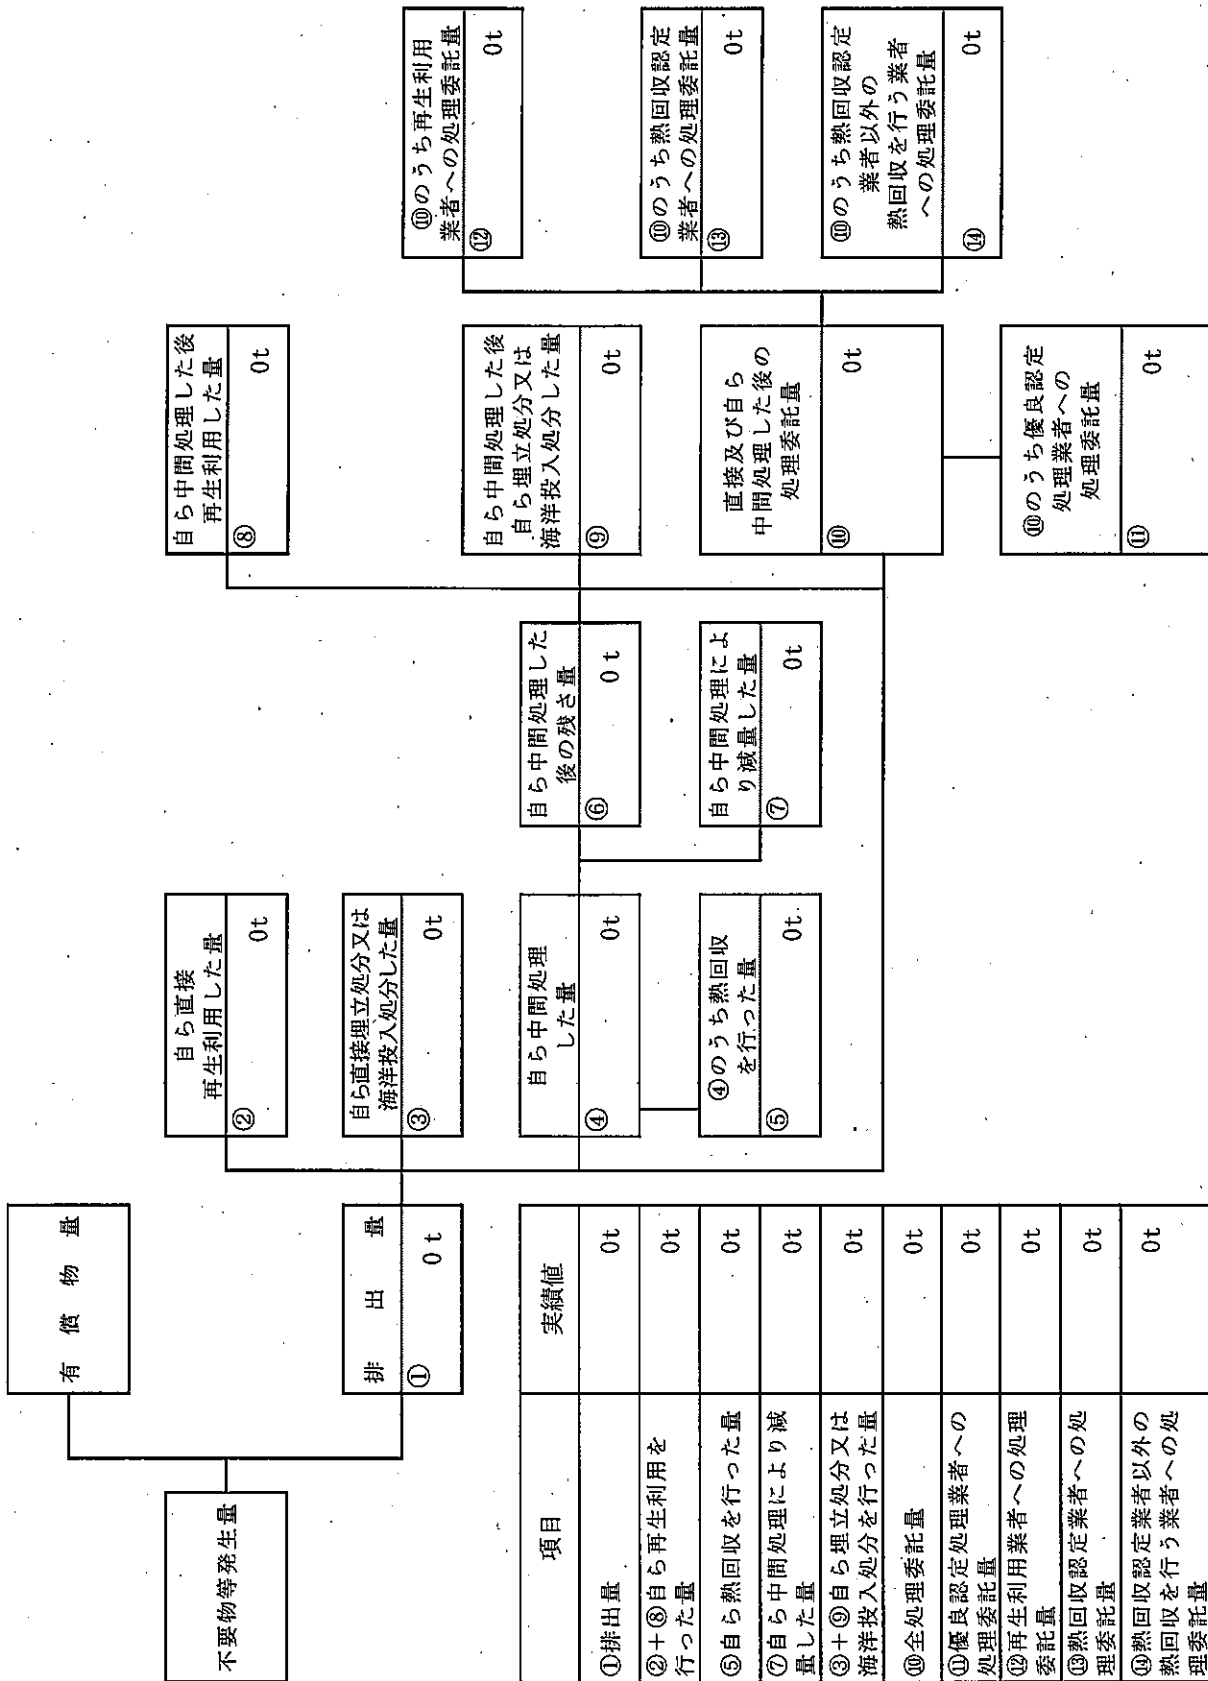 不要物等発生量
有償物量
排出量
①
0t
自ら直接
再生利用した量
②
0t
自ら直接埋立処分又は
海洋投入処分した量
③
0t
自ら中間処理
した量
④
0t
④のうち熱回収
を行った量
⑤
0t
自ら中間処理した
後の残さ量
⑥
0t
自ら中間処理によ
り減量した量
⑦
0t
自ら中間処理した後
再生利用した量
⑧
0t
自ら中間処理した後
自ら埋立処分又は
海洋投入処分した量
⑨
0t
直接及び自ら
中間処理した後の
処理委託量
⑩
0t
⑩のうち優良認定
処理業者への
処理委託量
⑪
0t
⑩のうち再生利用
業者への処理委託量
⑫
0t
⑩のうち熱回収認定
業者への処理委託量
⑬
0t
⑩のうち熱回収認定
業者以外の
熱回収を行う業者
への処理委託量
⑭
0t
項目 実績値
①排出量 0t
②+⑧自ら再生利用を
行った量 0t
⑤自ら熱回収を行った量 0t
⑦自ら中間処理により減
量した量 0t
③+⑨自ら埋立処分又は
海洋投入処分を行った量 0t
⑩全処理委託量 0t
⑪優良認定処理業者への
処理委託量 0t
⑫再生利用業者への処理
委託量 0t
⑬熱回収認定業者への処
理委託量 0t
⑭熱回収認定業者以外の
熱回収を行う業者への処
理委託量 0t